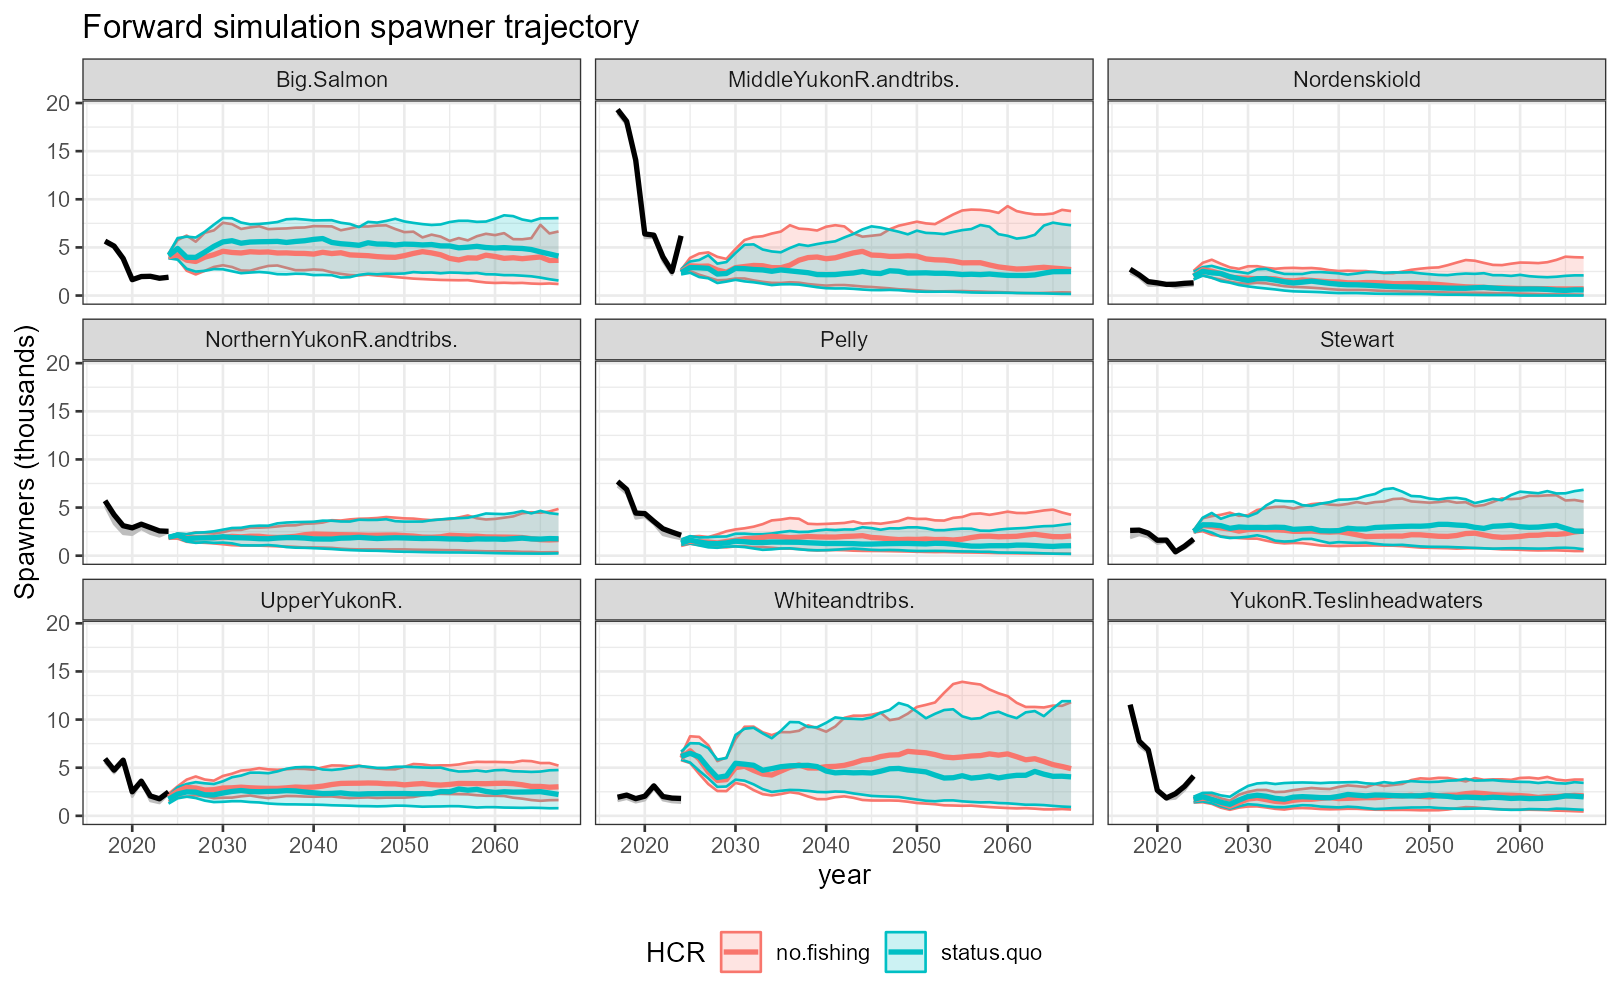 Forward simulation spawner trajectory
Big.Salmon
MiddleYukonR.andtribs.
Nordenskiold
20
15
10
5
0
NorthernYukonR.andtribs.
Pelly
Stewart
20
15
10
5
0
Spawners (thousands)
UpperYukonR.
Whiteandtribs.
YukonR.Teslinheadwaters
20
15
10
5
0
2020 2030 2040 2050 2060
2020 2030 2040 2050 2060
2020 2030 2040 2050 2060
year
HCR no.fishing status.quo